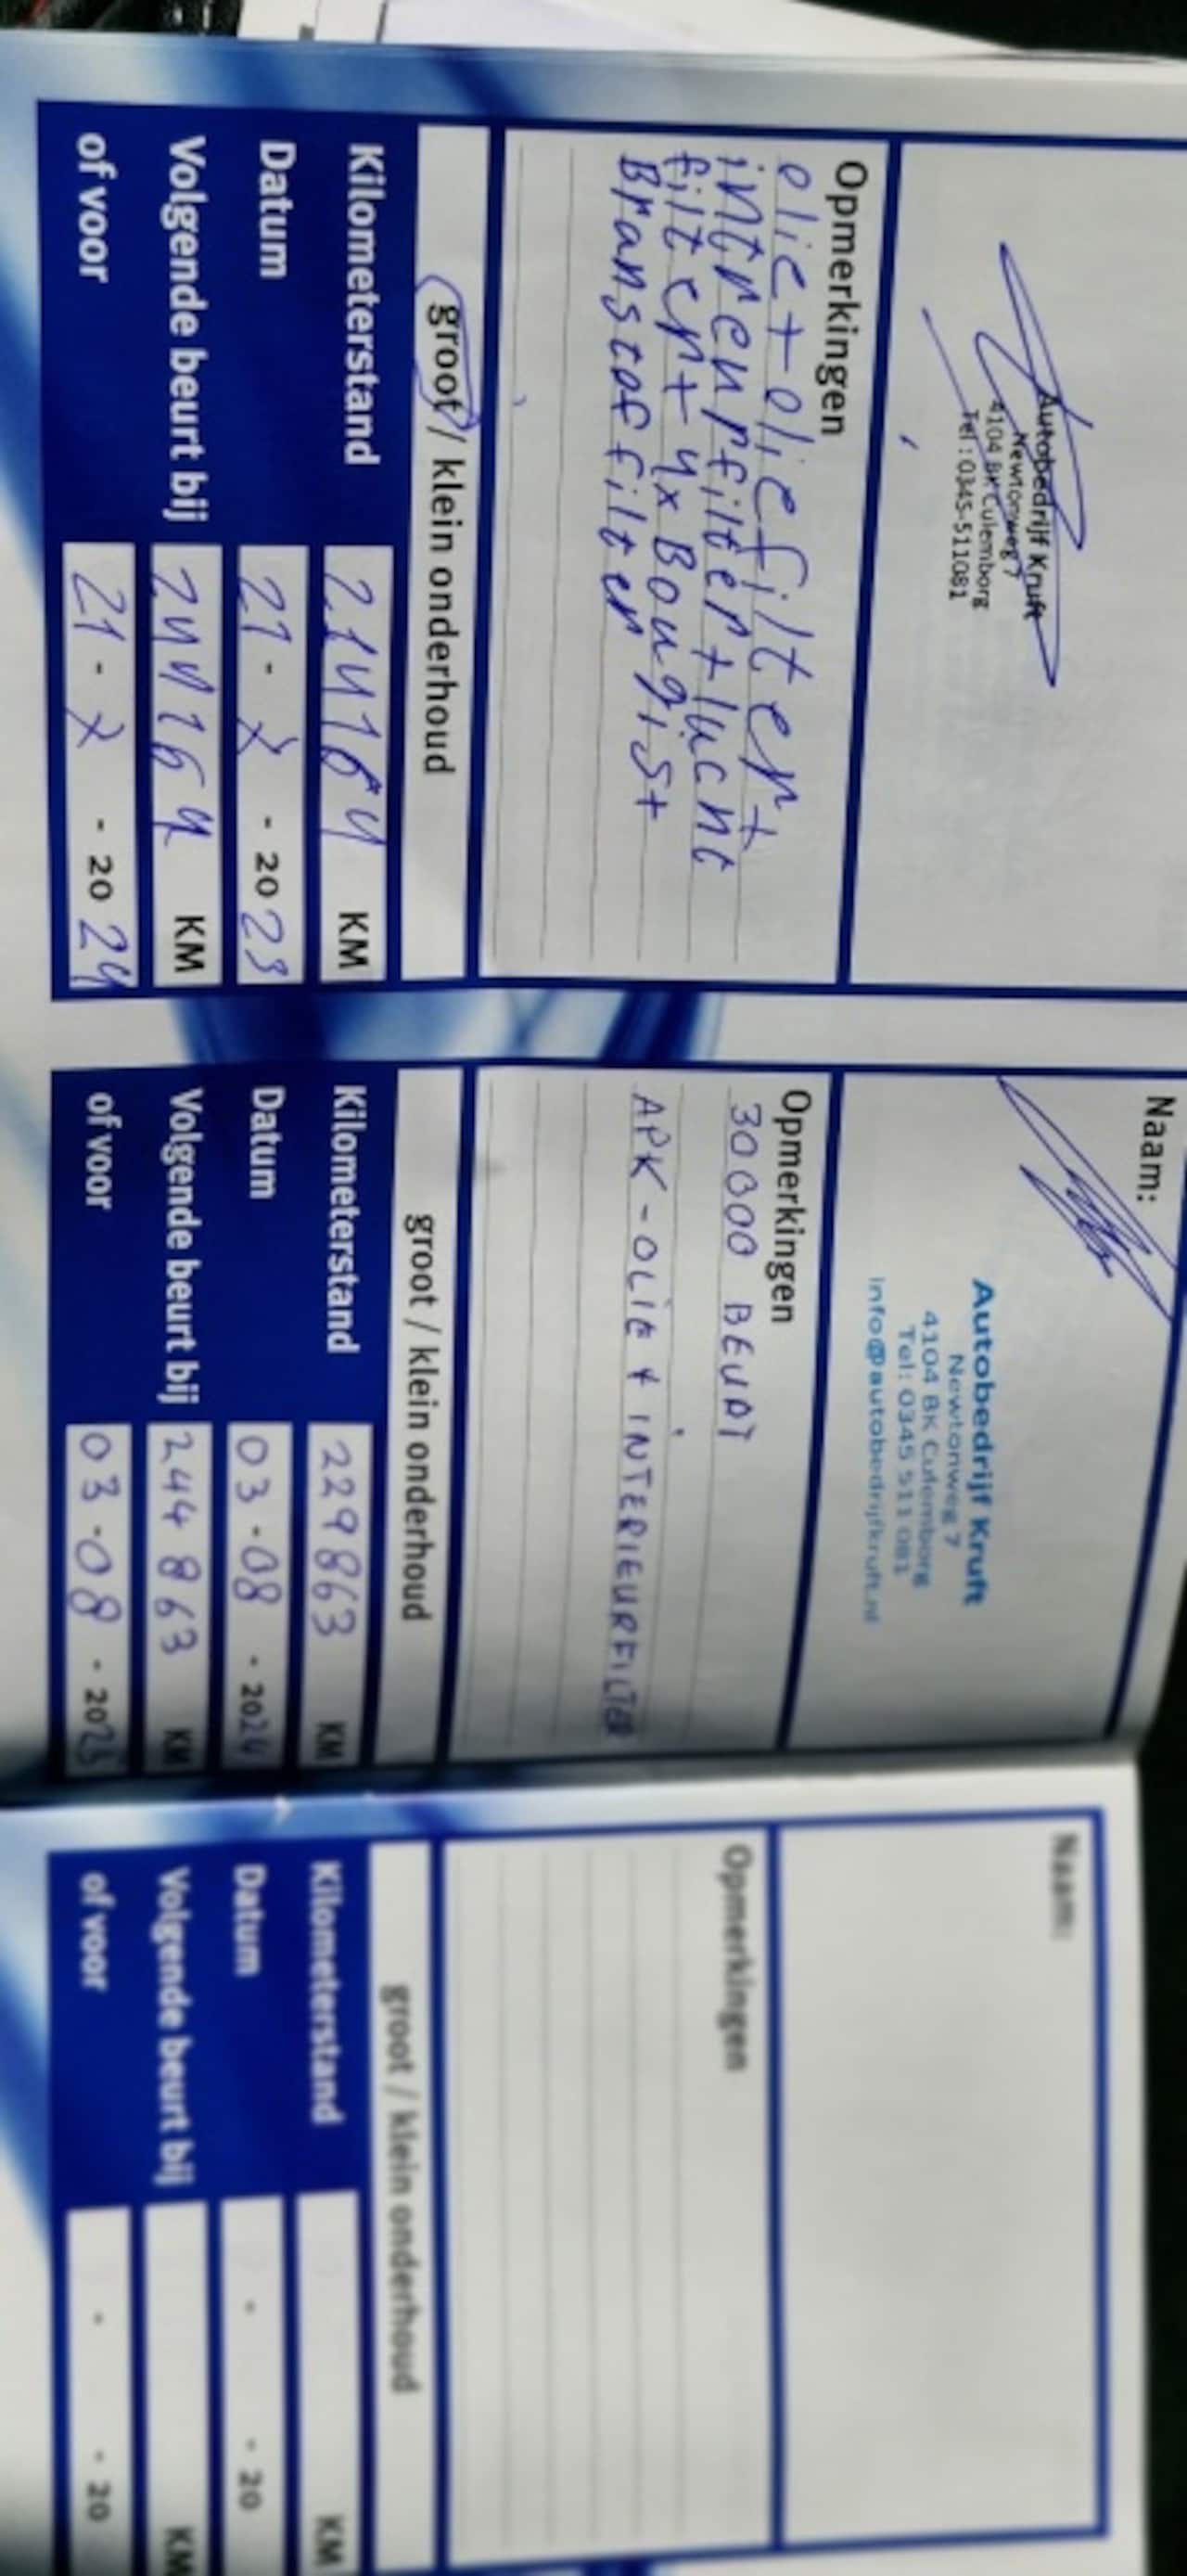 Autobedrijf Kruft
Newtonweg 7
4104 BK Culemborg
Tel : 0345-511081
Opmerkingen
olie + oliefilter +
intrenrfilter + lucht
filter + 4x Bougis +
Branstoffilter
groot / klein onderhoud
Kilometerstand 214164 KM
Datum 21 - 7 - 2023
Volgende beurt bij 244164 KM
of voor 21 - 7 - 2024
Naam:
Autobedrijf Kruft
Newtonweg 7
4104 BK Culemborg
Tel: 0345 511 081
info@autobedrijfkruft.nl
Opmerkingen
30000 BEURT
APK - OLIE + INTERIEURFILTER
groot / klein onderhoud
Kilometerstand 229863 KM
Datum 03 - 08 - 2024
Volgende beurt bij 244863 KM
of voor 03 - 08 - 2025
Naam:
Opmerkingen
groot / klein onderhoud
Kilometerstand KM
Datum - - 20
Volgende beurt bij KM
of voor - - 20